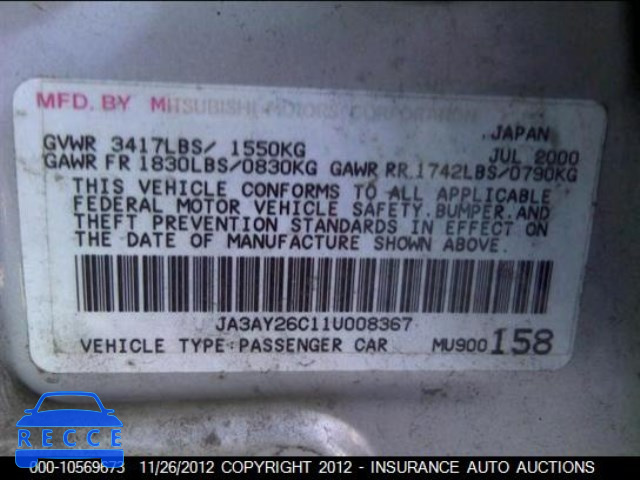 MFD. BY MITSUBISHI MOTORS CORPORATION
JAPAN
GVWR 3417LBS/ 1550KG
JUL 2000
GAWR FR 1830LBS/0830KG GAWR RR 1742LBS/0790KG
THIS VEHICLE CONFORMS TO ALL APPLICABLE
FEDERAL MOTOR VEHICLE SAFETY.BUMPER.AND
THEFT PREVENTION STANDARDS IN EFFECT ON
THE DATE OF MANUFACTURE SHOWN ABOVE.
JA3AY26C11U008367
VEHICLE TYPE:PASSENGER CAR MU900158
RECCE
000-10569673 11/26/2012 COPYRIGHT 2012 - INSURANCE AUTO AUCTIONS